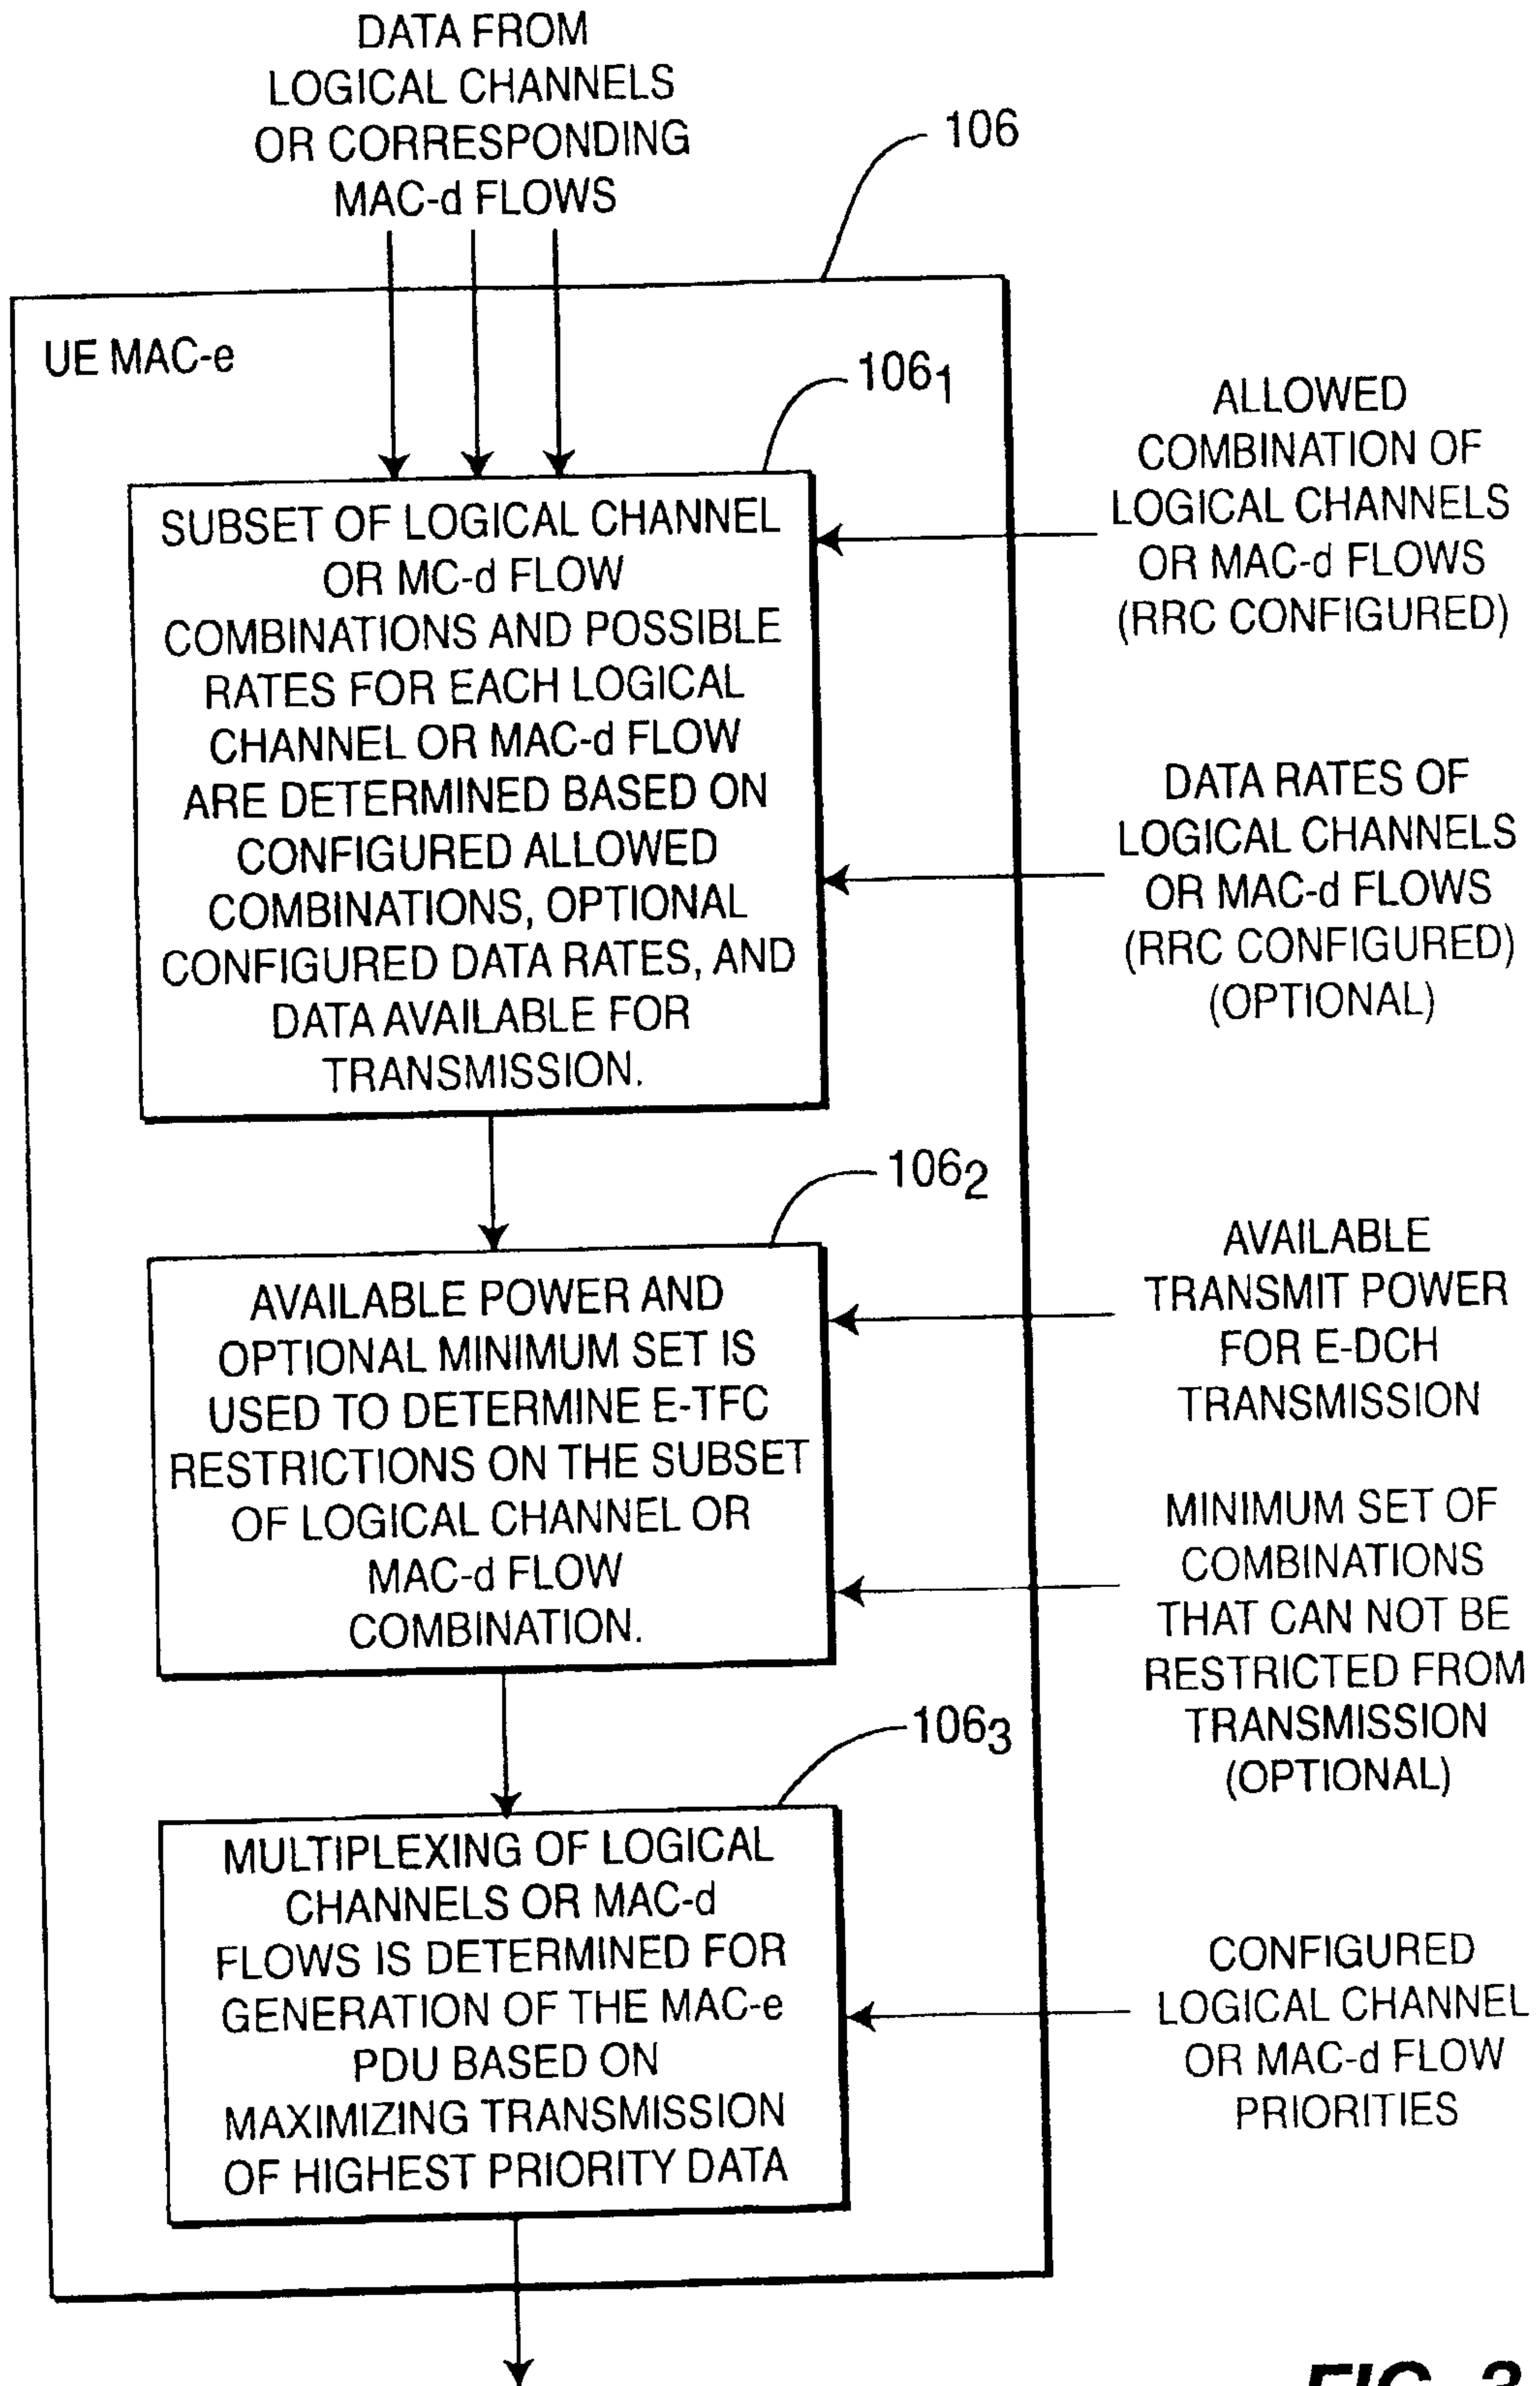 DATA FROM
LOGICAL CHANNELS
OR CORRESPONDING
MAC-d FLOWS
106
UE MAC-e
106₁
SUBSET OF LOGICAL CHANNEL
OR MC-d FLOW
COMBINATIONS AND POSSIBLE
RATES FOR EACH LOGICAL
CHANNEL OR MAC-d FLOW
ARE DETERMINED BASED ON
CONFIGURED ALLOWED
COMBINATIONS, OPTIONAL
CONFIGURED DATA RATES, AND
DATA AVAILABLE FOR
TRANSMISSION.
ALLOWED
COMBINATION OF
LOGICAL CHANNELS
OR MAC-d FLOWS
(RRC CONFIGURED)
DATA RATES OF
LOGICAL CHANNELS
OR MAC-d FLOWS
(RRC CONFIGURED)
(OPTIONAL)
106₂
AVAILABLE POWER AND
OPTIONAL MINIMUM SET IS
USED TO DETERMINE E-TFC
RESTRICTIONS ON THE SUBSET
OF LOGICAL CHANNEL OR
MAC-d FLOW
COMBINATION.
AVAILABLE
TRANSMIT POWER
FOR E-DCH
TRANSMISSION
MINIMUM SET OF
COMBINATIONS
THAT CAN NOT BE
RESTRICTED FROM
TRANSMISSION
(OPTIONAL)
106₃
MULTIPLEXING OF LOGICAL
CHANNELS OR MAC-d
FLOWS IS DETERMINED FOR
GENERATION OF THE MAC-e
PDU BASED ON
MAXIMIZING TRANSMISSION
OF HIGHEST PRIORITY DATA
CONFIGURED
LOGICAL CHANNEL
OR MAC-d FLOW
PRIORITIES
FIG. 3